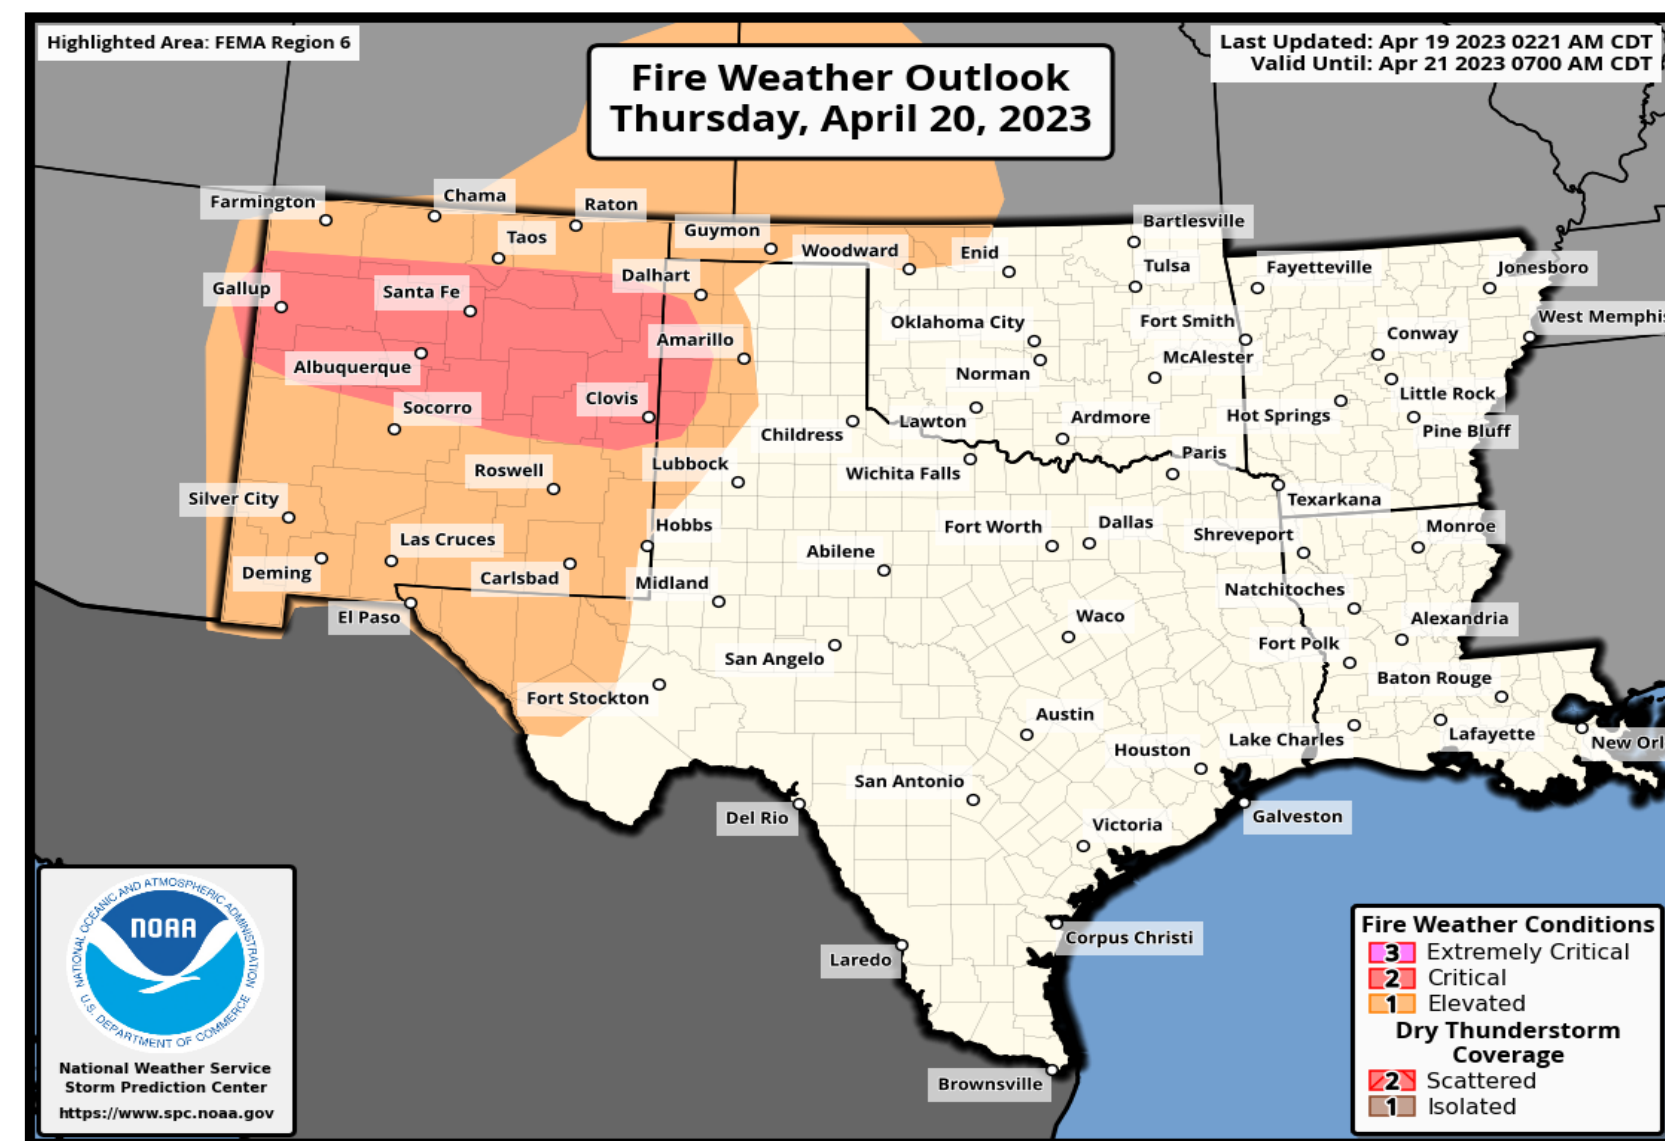 Highlighted Area: FEMA Region 6
Fire Weather Outlook
Thursday, April 20, 2023
Last Updated: Apr 19 2023 0221 AM CDT
Valid Until: Apr 21 2023 0700 AM CDT
Farmington
Chama
Raton
Taos
Guymon
Woodward
Enid
Bartlesville
Tulsa
Fayetteville
Jonesboro
Gallup
Santa Fe
Dalhart
Oklahoma City
Fort Smith
West Memphis
Albuquerque
Amarillo
Norman
McAlester
Conway
Little Rock
Socorro
Clovis
Childress
Lawton
Ardmore
Hot Springs
Pine Bluff
Roswell
Lubbock
Wichita Falls
Paris
Texarkana
Silver City
Las Cruces
Hobbs
Fort Worth
Dallas
Shreveport
Monroe
Deming
Carlsbad
Midland
Abilene
Natchitoches
El Paso
Waco
Alexandria
San Angelo
Fort Polk
Fort Stockton
Baton Rouge
Austin
Houston
Lake Charles
Lafayette
New Orl
San Antonio
Del Rio
Victoria
Galveston
Corpus Christi
Laredo
Brownsville
NATIONAL OCEANIC AND ATMOSPHERIC ADMINISTRATION
NOAA
U.S. DEPARTMENT OF COMMERCE
National Weather Service
Storm Prediction Center
https://www.spc.noaa.gov
Fire Weather Conditions
3 Extremely Critical
2 Critical
1 Elevated
Dry Thunderstorm
Coverage
2 Scattered
1 Isolated